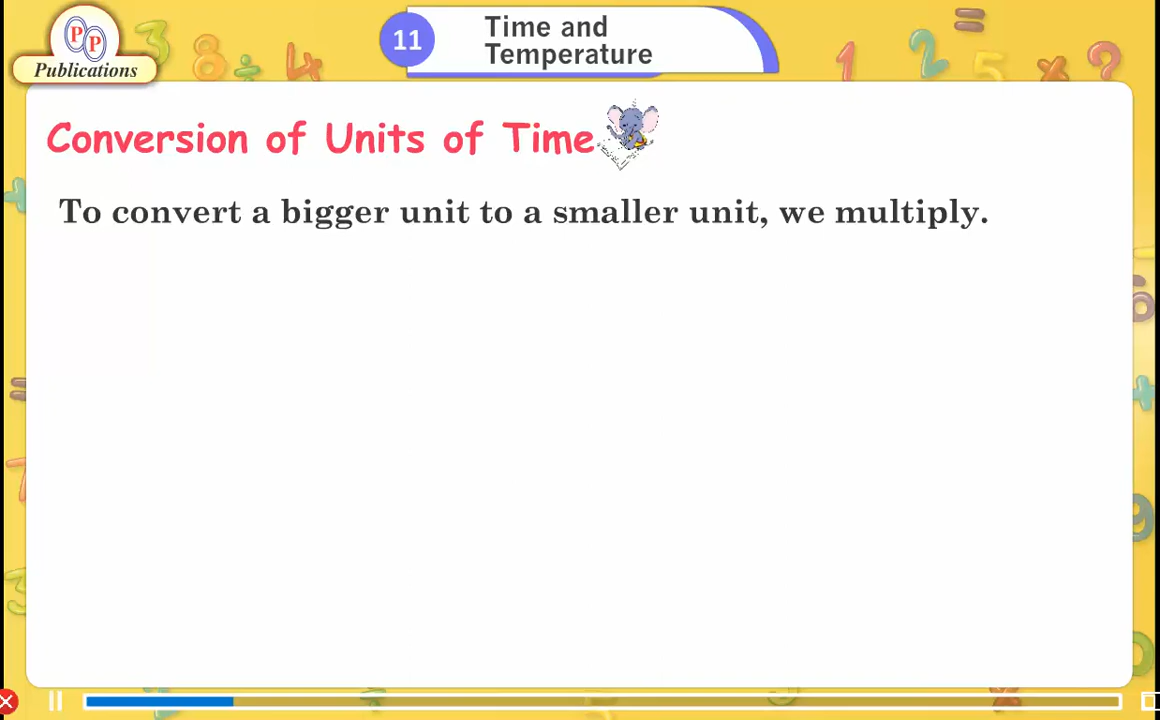 PP
Publications
11
Time and
Temperature
Conversion of Units of Time
To convert a bigger unit to a smaller unit, we multiply.